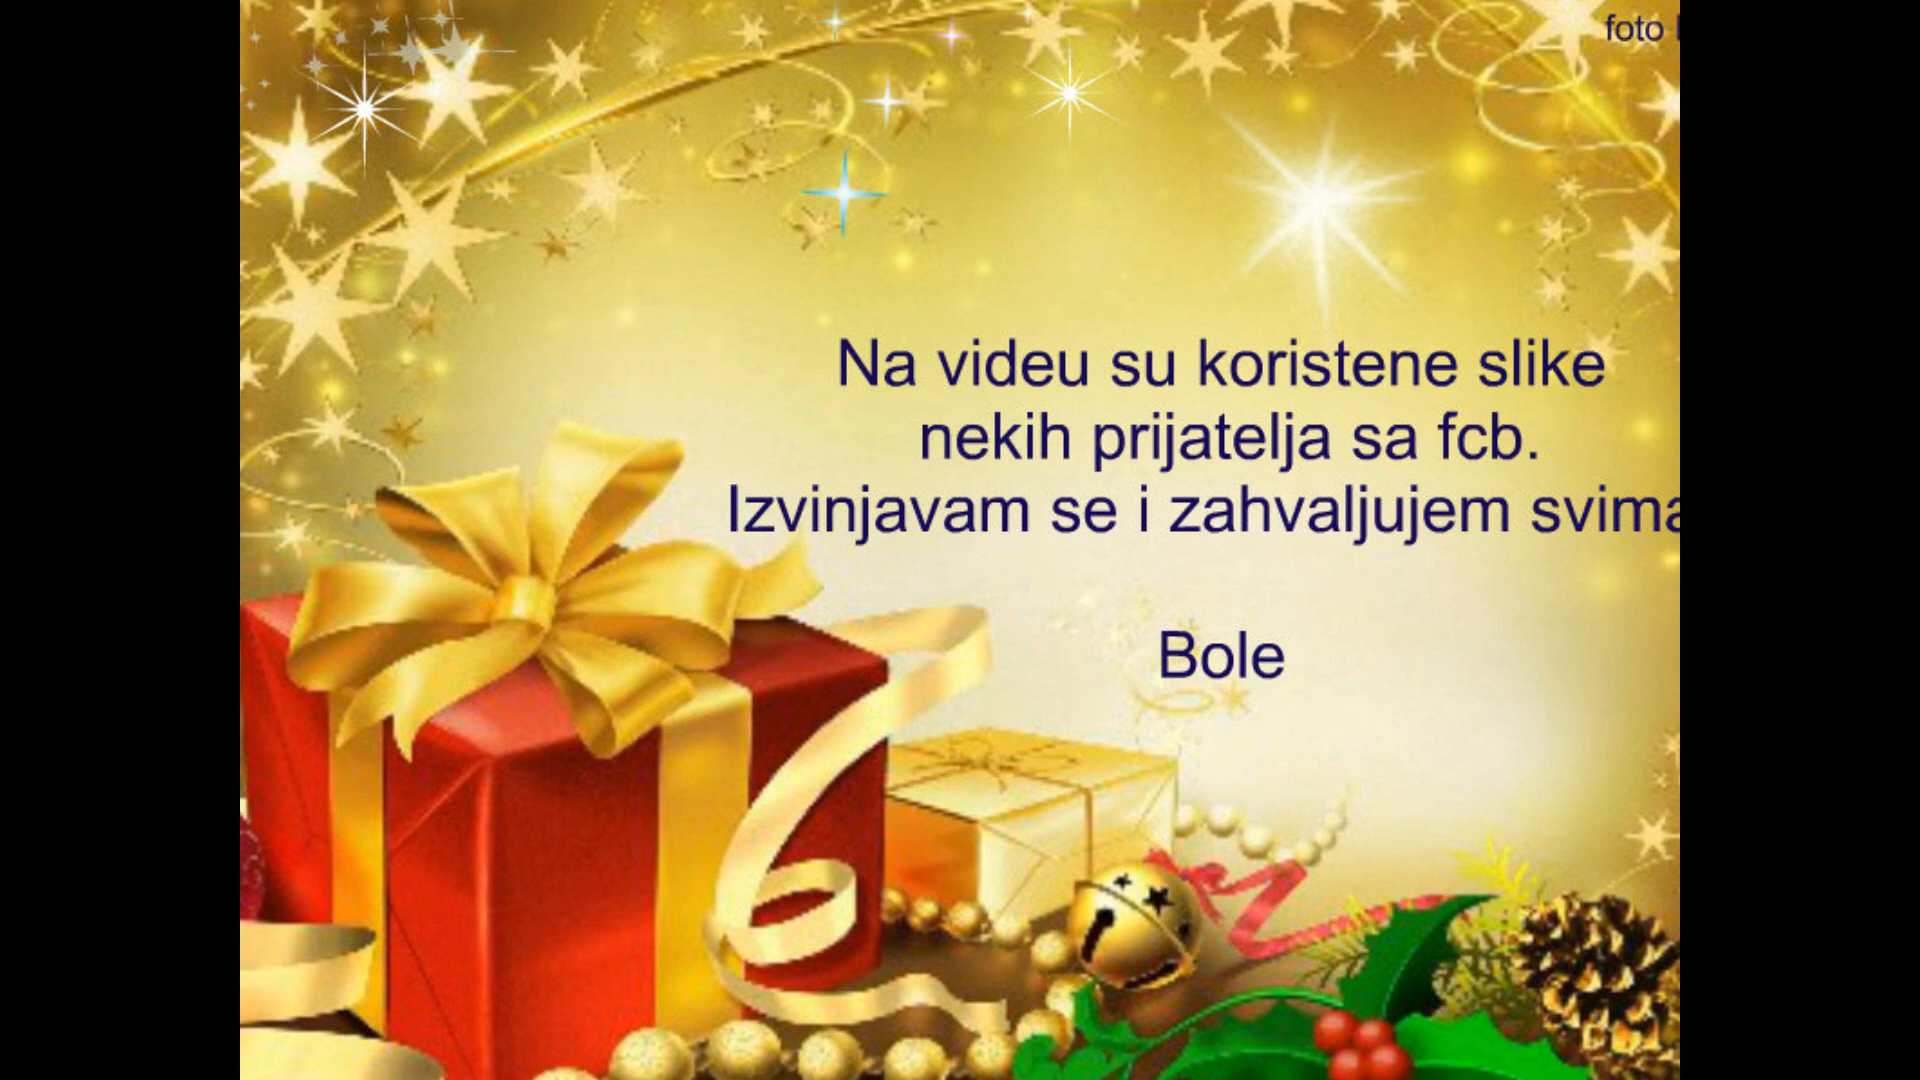 foto
Na videu su koristene slike
nekih prijatelja sa fcb.
Izvinjavam se i zahvaljujem svima
Bole